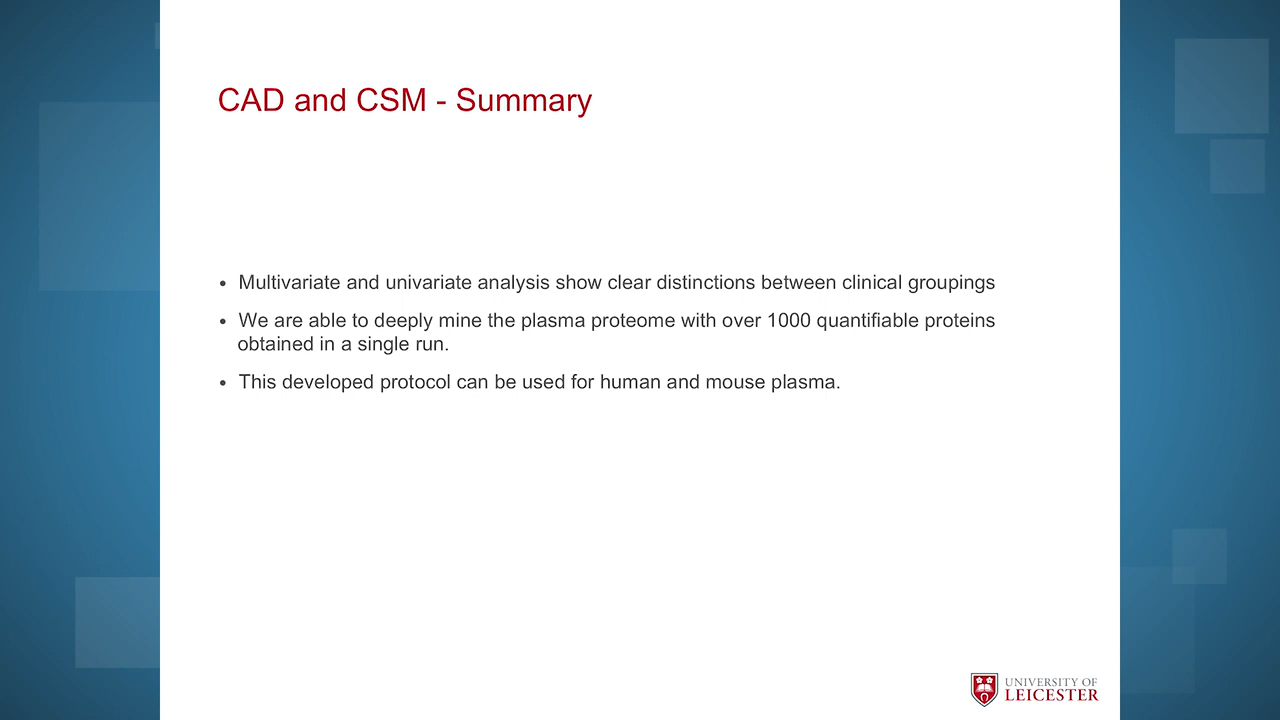 CAD and CSM - Summary
• Multivariate and univariate analysis show clear distinctions between clinical groupings
• We are able to deeply mine the plasma proteome with over 1000 quantifiable proteins
obtained in a single run.
• This developed protocol can be used for human and mouse plasma.
UNIVERSITY OF
LEICESTER